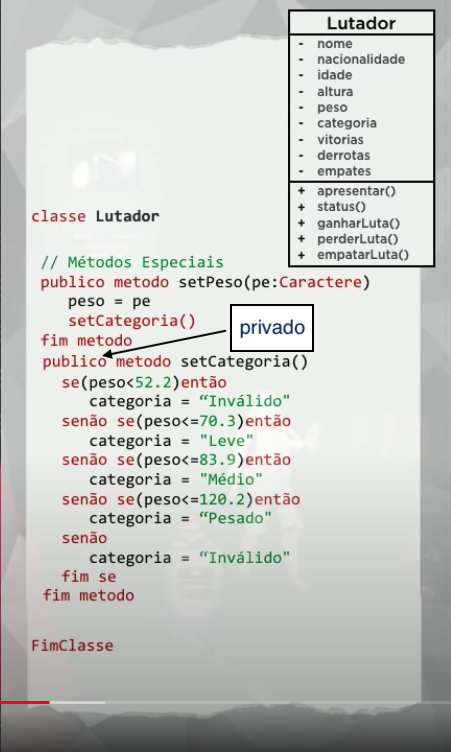 Lutador
- nome
- nacionalidade
- idade
- altura
- peso
- categoria
- vitorias
- derrotas
- empates
+ apresentar()
+ status()
+ ganharLuta()
+ perderLuta()
+ empatarLuta()
classe Lutador
// Métodos Especiais
publico metodo setPeso(pe:Caractere)
peso = pe
setCategoria()
fim metodo
privado
publico metodo setCategoria()
se(peso<52.2)então
categoria = “Inválido"
senão se(peso<=70.3)então
categoria = "Leve"
senão se(peso<=83.9)então
categoria = "Médio"
senão se(peso<=120.2)então
categoria = “Pesado"
senão
categoria = “Inválido"
fim se
fim metodo
FimClasse